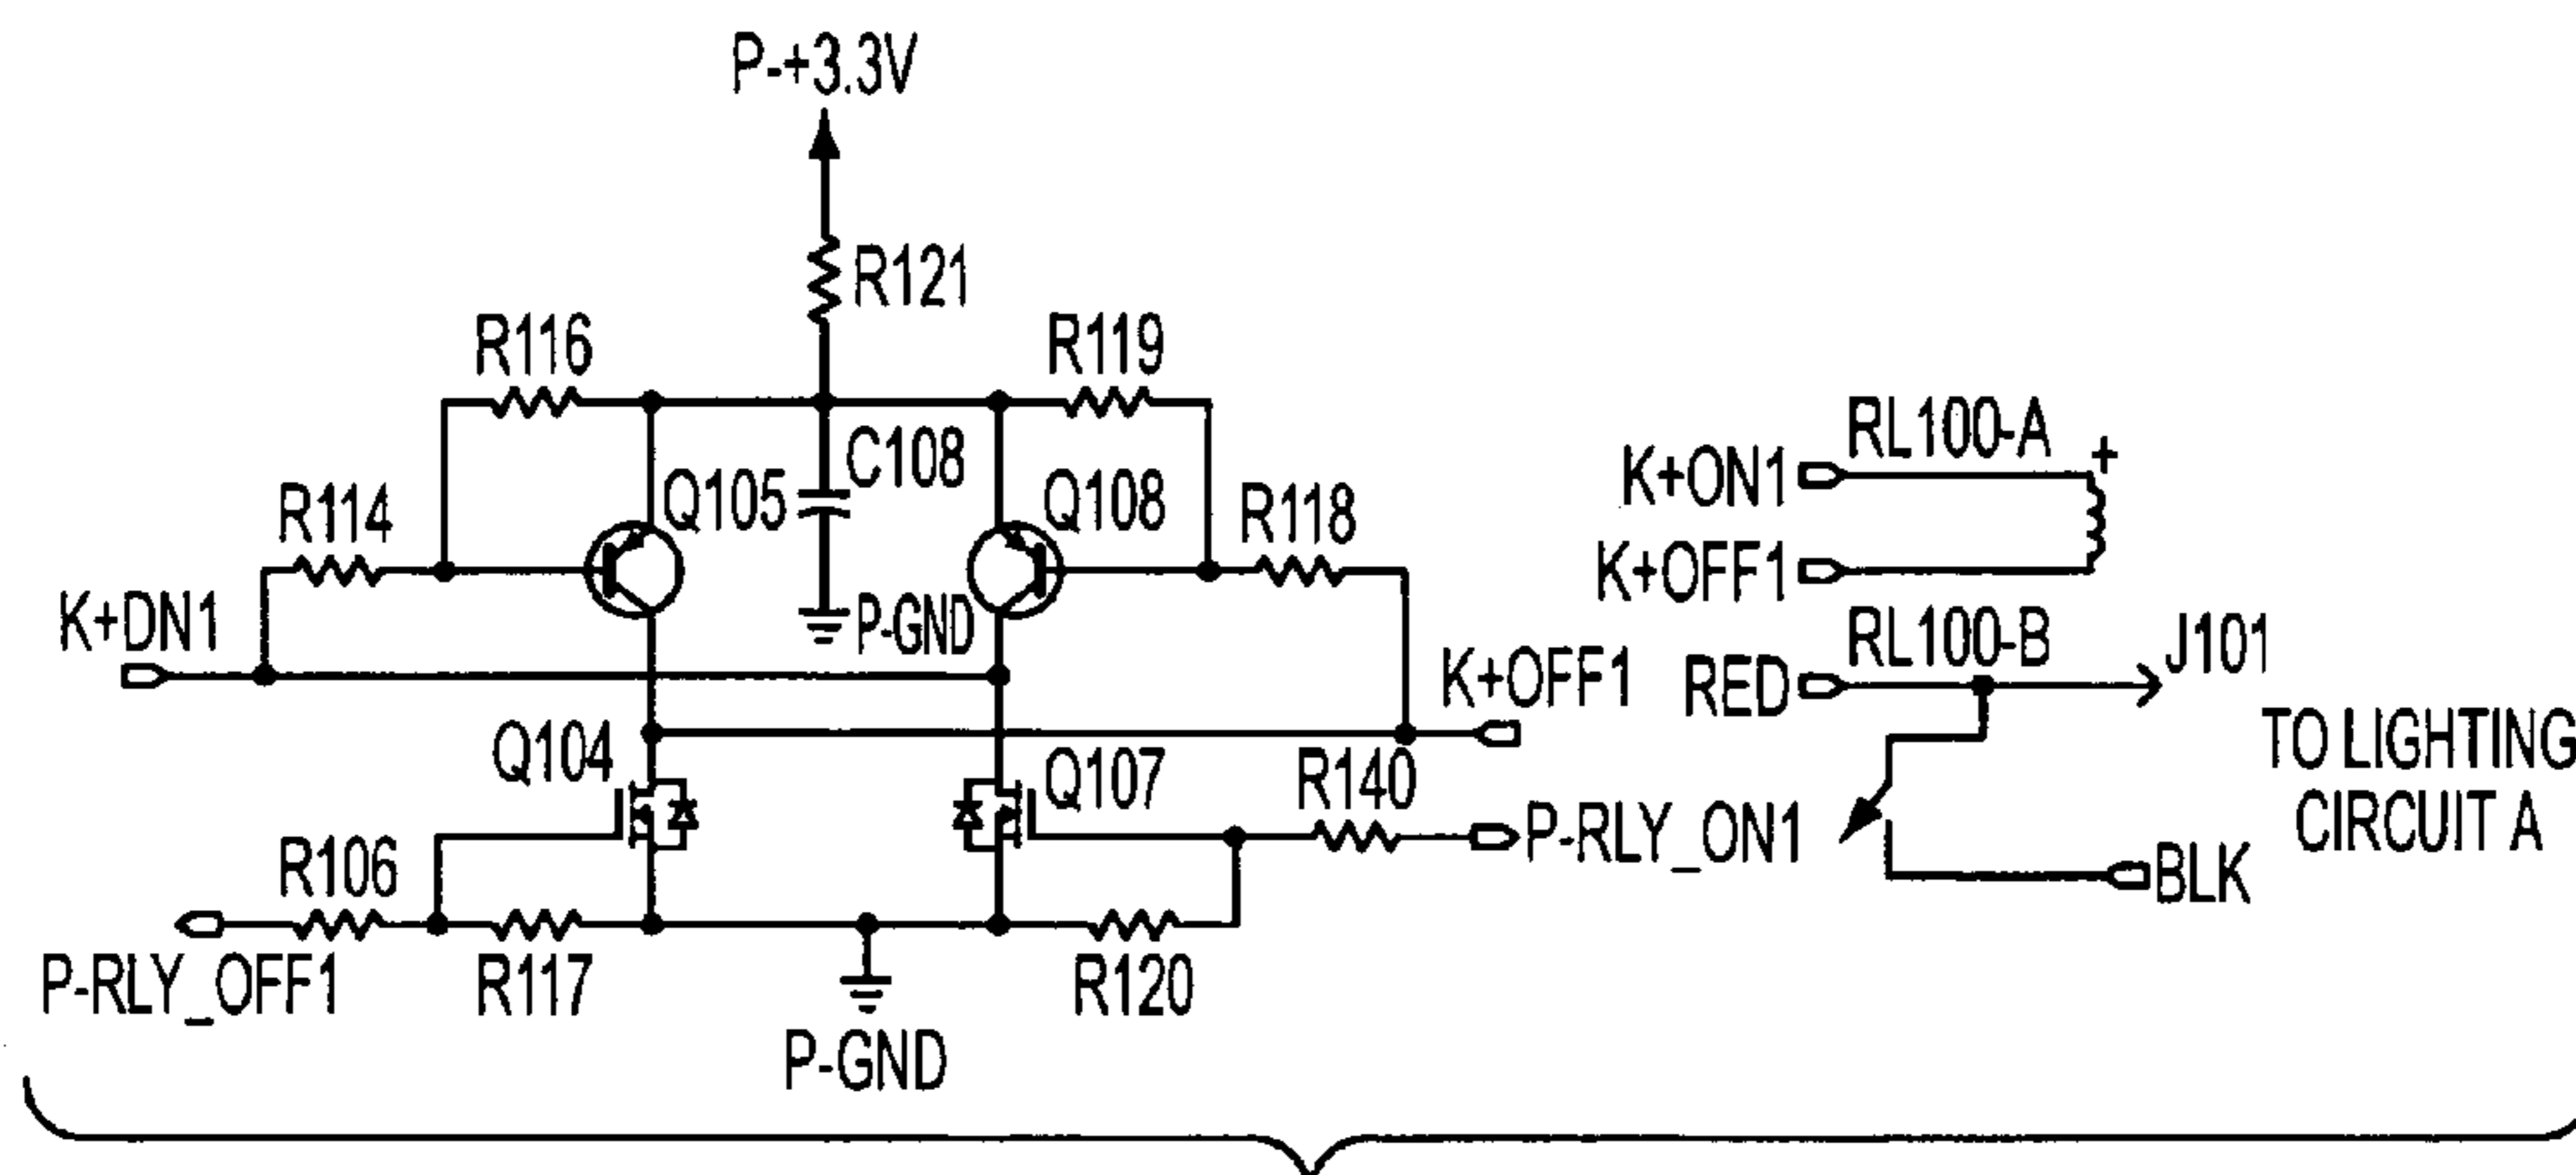 P-+3.3V
R121
R116
R119
C108
Q105
Q108
R114
R118
K+DN1
P-GND
K+OFF1
Q104
Q107
R140
P-RLY_ON1
R106
P-RLY_OFF1
R117
R120
P-GND
RL100-A
+
K+ON1
K+OFF1
RL100-B
J101
RED
TO LIGHTING
CIRCUIT A
BLK